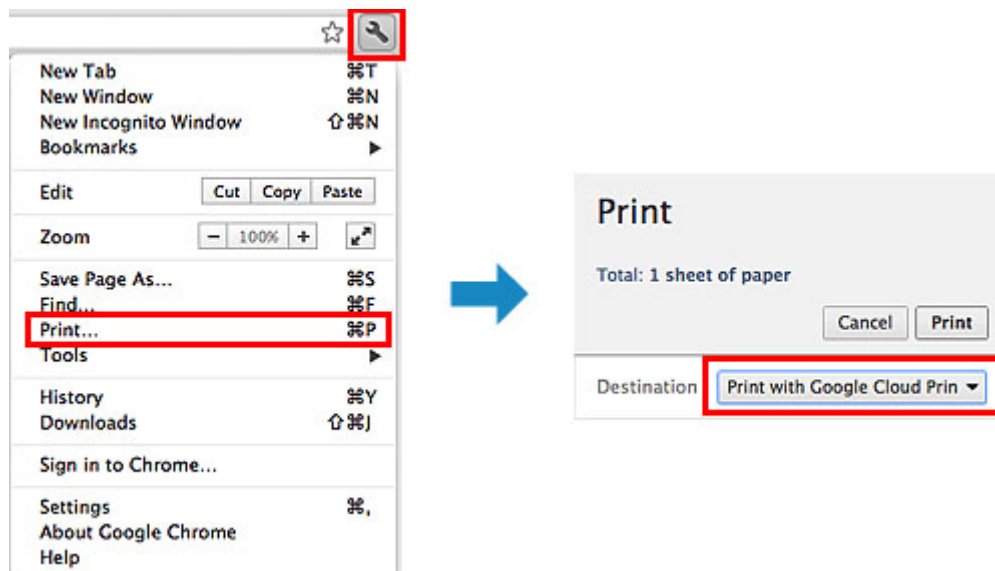 New Tab ⌘T
New Window ⌘N
New Incognito Window ⇧⌘N
Bookmarks ▶
Edit Cut Copy Paste
Zoom − 100% +
Save Page As... ⌘S
Find... ⌘F
Print... ⌘P
Tools ▶
History ⌘Y
Downloads ⇧⌘J
Sign in to Chrome...
Settings ⌘,
About Google Chrome
Help
Print
Total: 1 sheet of paper
Cancel Print
Destination Print with Google Cloud Prin